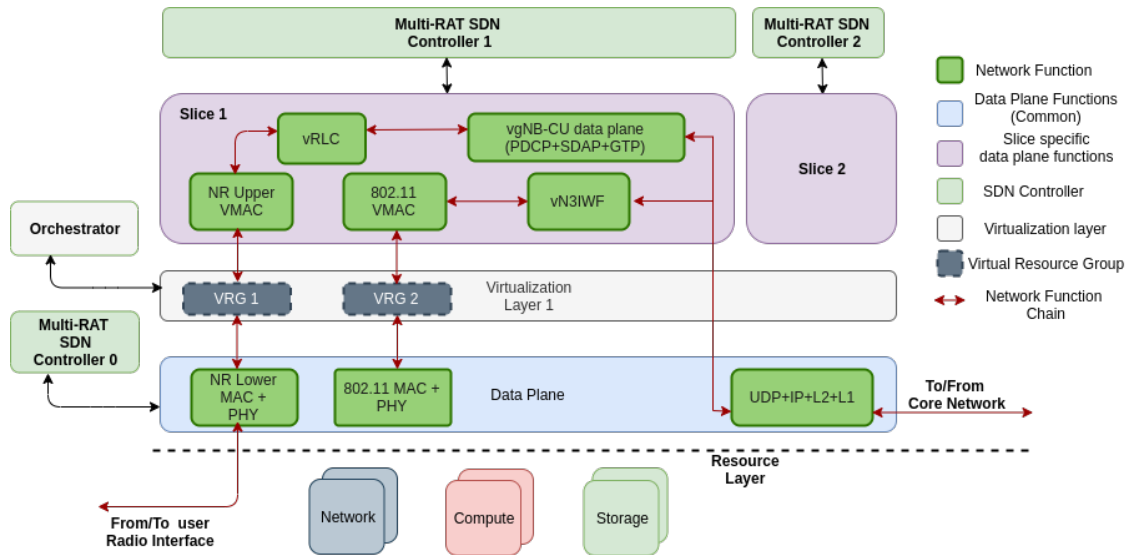 Multi-RAT SDN
Controller 1
Multi-RAT SDN
Controller 2
Network Function
Data Plane Functions
(Common)
Slice specific
data plane functions
SDN Controller
Virtualization layer
Virtual Resource Group
Network Function
Chain
Slice 1
vRLC
vgNB-CU data plane
(PDCP+SDAP+GTP)
NR Upper
VMAC
802.11
VMAC
vN3IWF
Slice 2
Orchestrator
VRG 1
VRG 2
Virtualization
Layer 1
Multi-RAT
SDN
Controller 0
NR Lower
MAC +
PHY
802.11 MAC +
PHY
Data Plane
UDP+IP+L2+L1
To/From
Core Network
Resource
Layer
From/To user
Radio Interface
Network
Compute
Storage